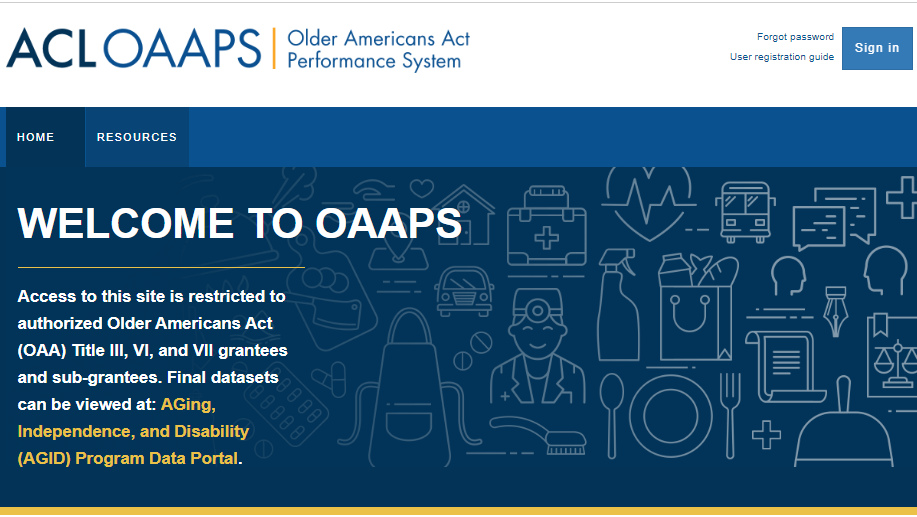 ACL OAAPS
Older Americans Act
Performance System
Forgot password
User registration guide
Sign in
HOME
RESOURCES
WELCOME TO OAAPS
Access to this site is restricted to
authorized Older Americans Act
(OAA) Title III, VI, and VII grantees
and sub-grantees. Final datasets
can be viewed at: AGing,
Independence, and Disability
(AGID) Program Data Portal.